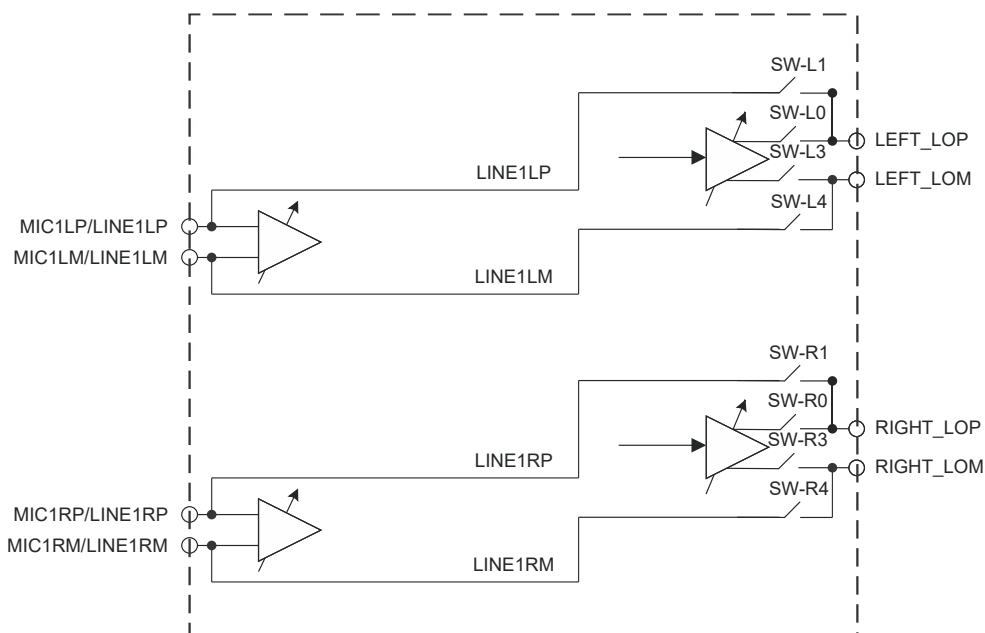 SW-L1
SW-L0
LEFT_LOP
SW-L3
LINE1LP
LEFT_LOM
SW-L4
MIC1LP/LINE1LP
MIC1LM/LINE1LM
LINE1LM
SW-R1
SW-R0
RIGHT_LOP
SW-R3
LINE1RP
RIGHT_LOM
SW-R4
MIC1RP/LINE1RP
MIC1RM/LINE1RM
LINE1RM